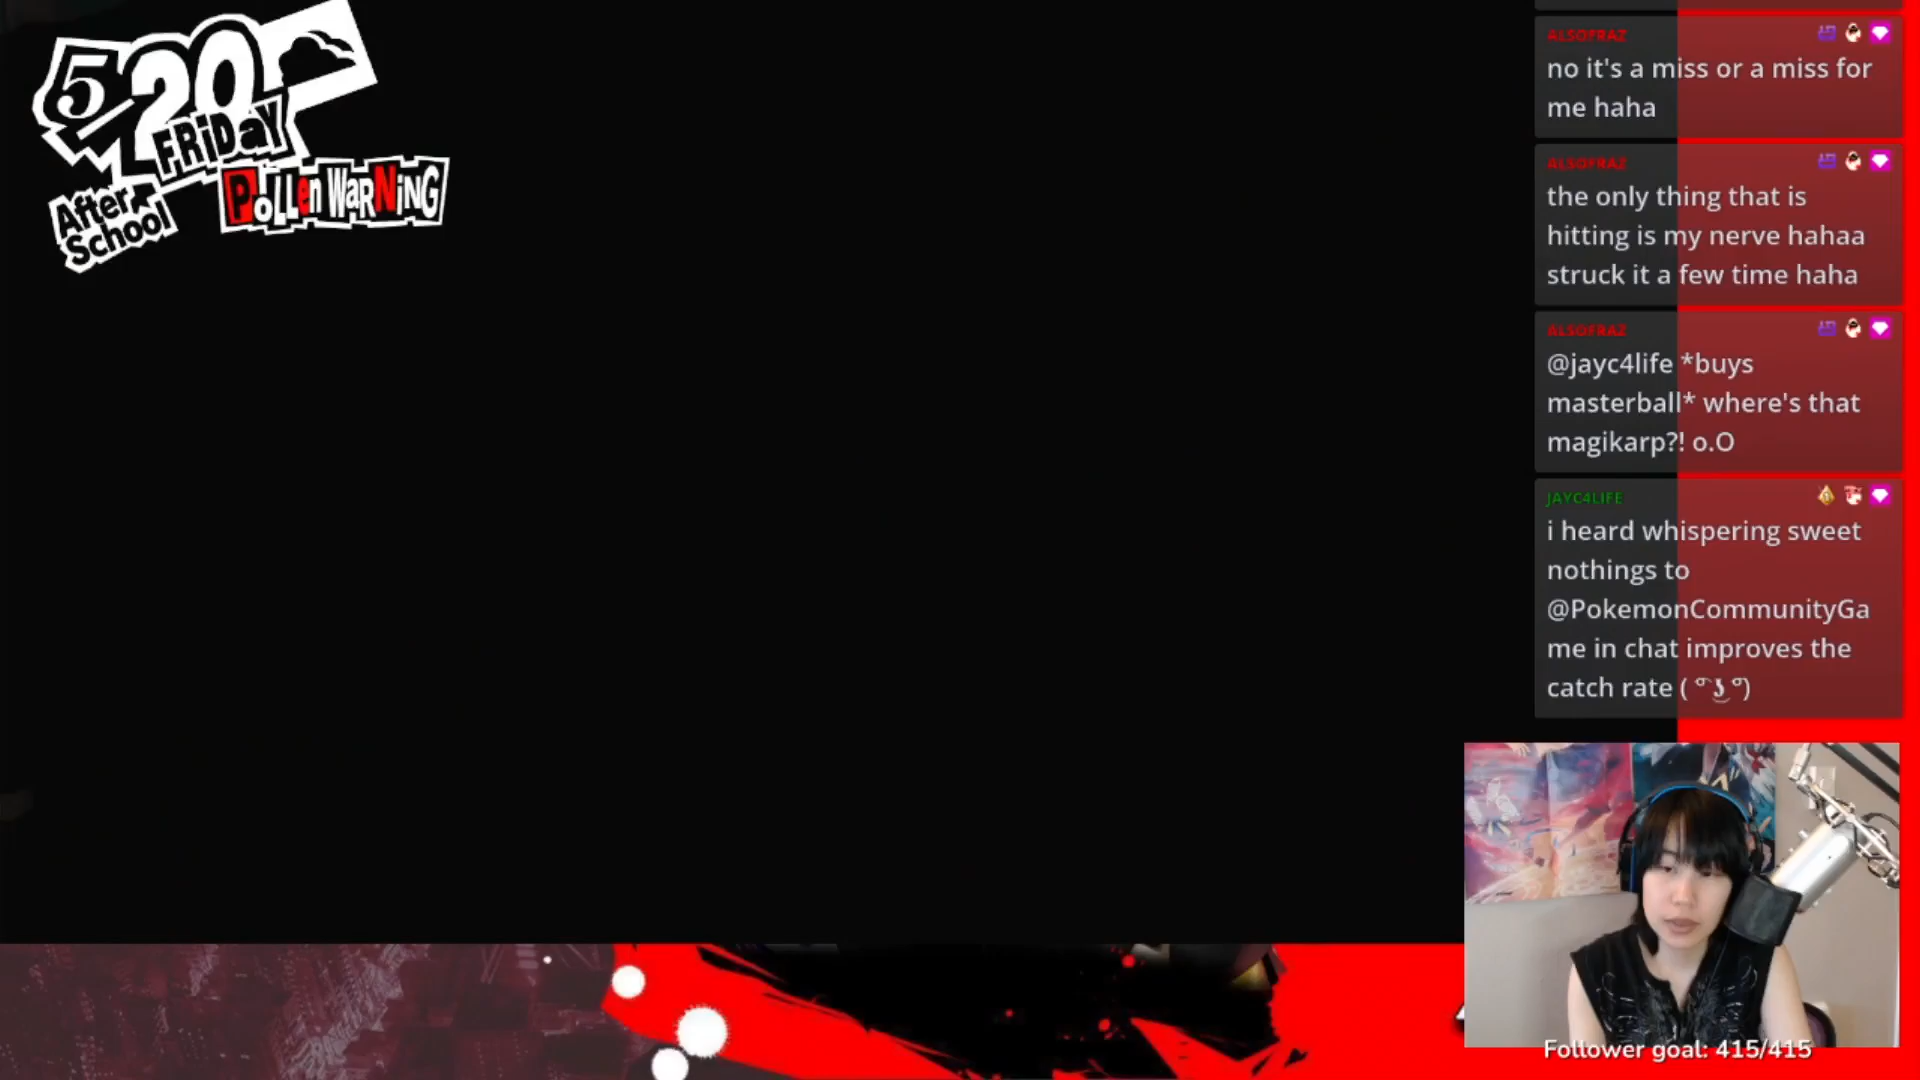 5/20
FRiDaY
After
School
POLLEn WaRNiNG
ALSOFRAZ
no it's a miss or a miss for
me haha
ALSOFRAZ
the only thing that is
hitting is my nerve hahaa
struck it a few time haha
ALSOFRAZ
@jayc4life *buys
masterball* where's that
magikarp?! o.O
JAYC4LIFE
i heard whispering sweet
nothings to
@PokemonCommunityGa
me in chat improves the
catch rate ( ͡° ͜ʖ ͡°)
Follower goal: 415/415